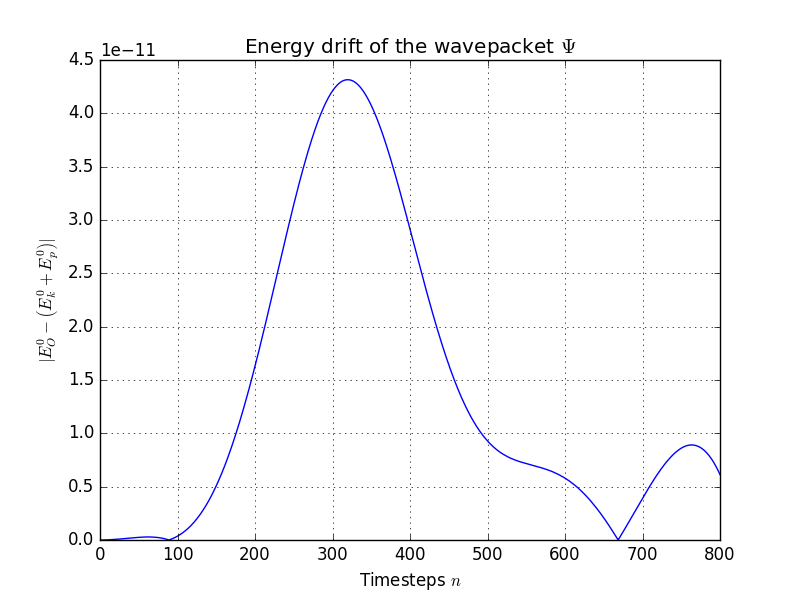 Energy drift of the wavepacket Ψ
1e−11
4.5
4.0
3.5
3.0
2.5
2.0
1.5
1.0
0.5
0.0
|E_O^0 − (E_k^0 + E_p^0)|
0 100 200 300 400 500 600 700 800
Timesteps n